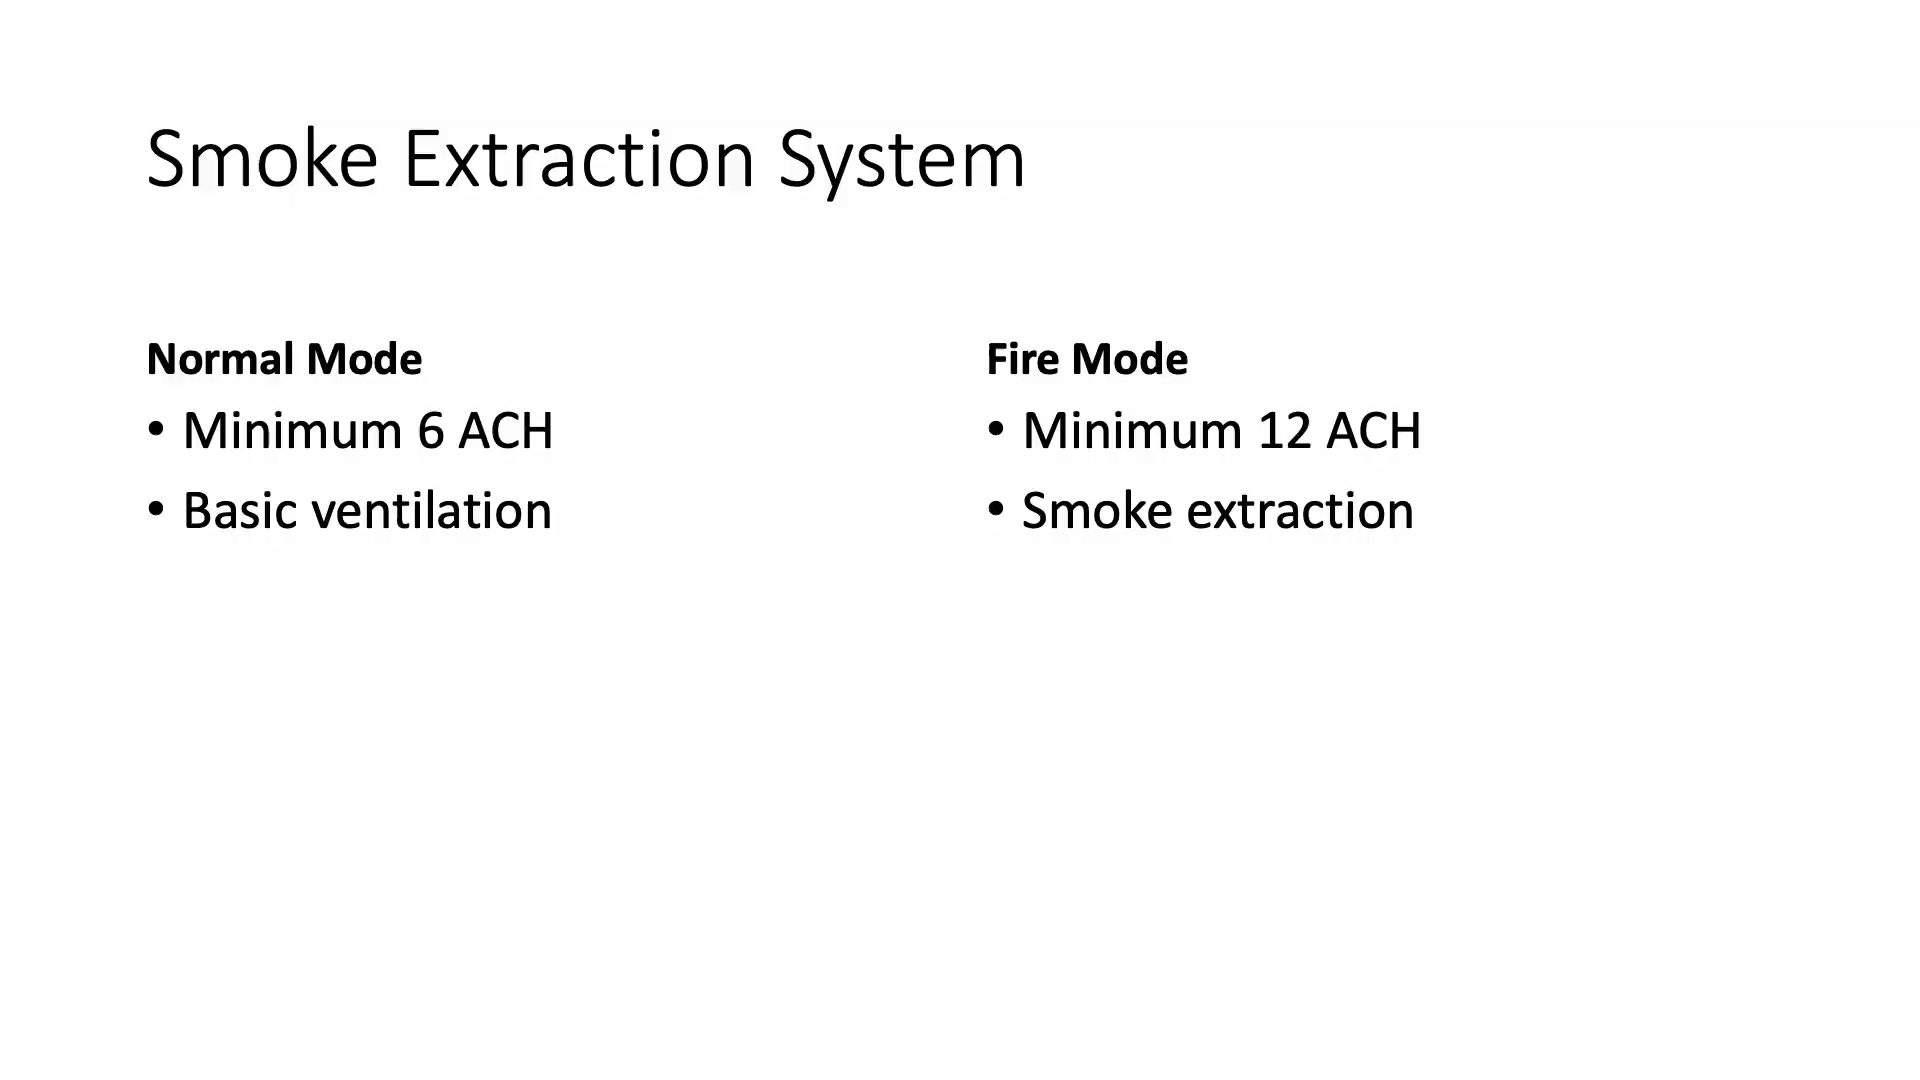 Smoke Extraction System
Normal Mode
• Minimum 6 ACH
• Basic ventilation
Fire Mode
• Minimum 12 ACH
• Smoke extraction